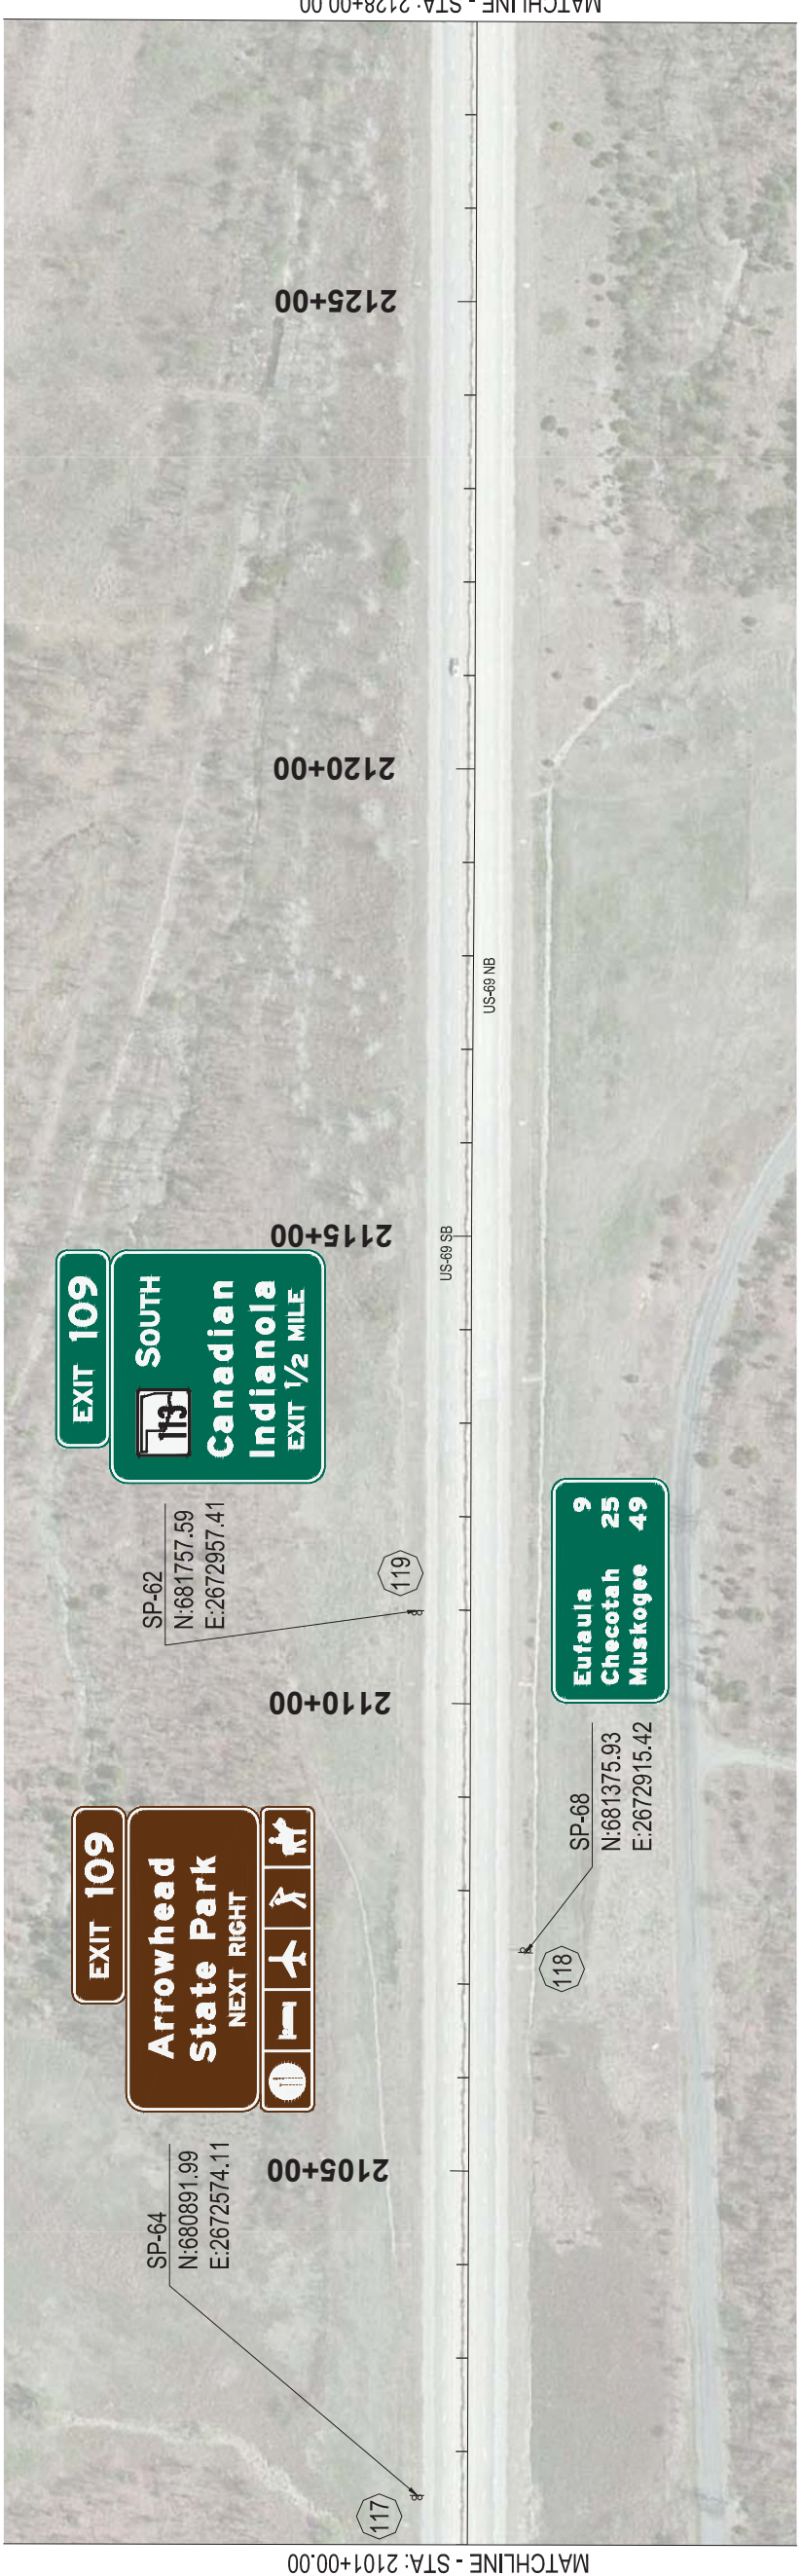 MATCHLINE - STA: 2128+00.00
2125+00
2120+00
US-69 NB
2115+00
US-69 SB
EXIT 109
113 SOUTH
Canadian
Indianola
EXIT 1/2 MILE
SP-62
N:681757.59
E:2672957.41
119
2110+00
Eufaula 9
Checotah 25
Muskogee 49
SP-68
N:681375.93
E:2672915.42
118
EXIT 109
Arrowhead
State Park
NEXT RIGHT
2105+00
SP-64
N:680891.99
E:2672574.11
117
MATCHLINE - STA: 2101+00.00